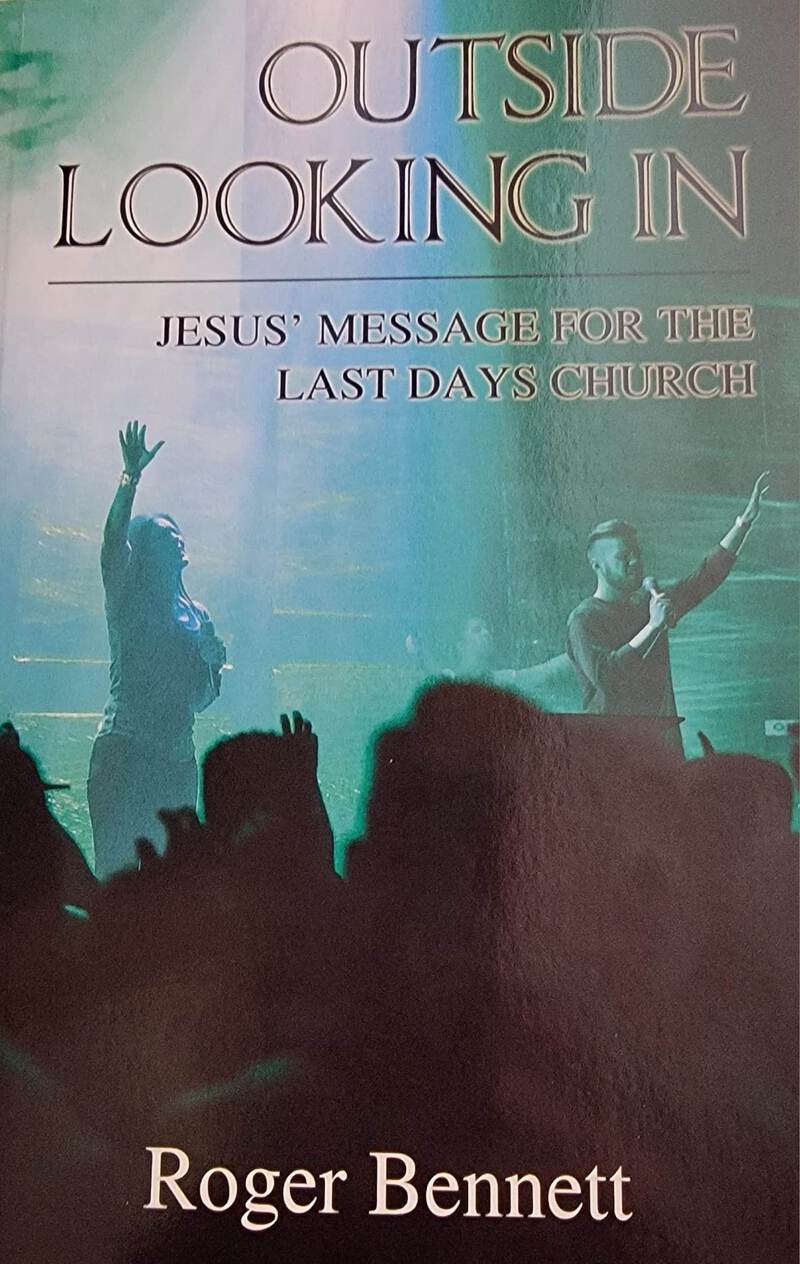 OUTSIDE
LOOKING IN
JESUS’ MESSAGE FOR THE
LAST DAYS CHURCH
Roger Bennett